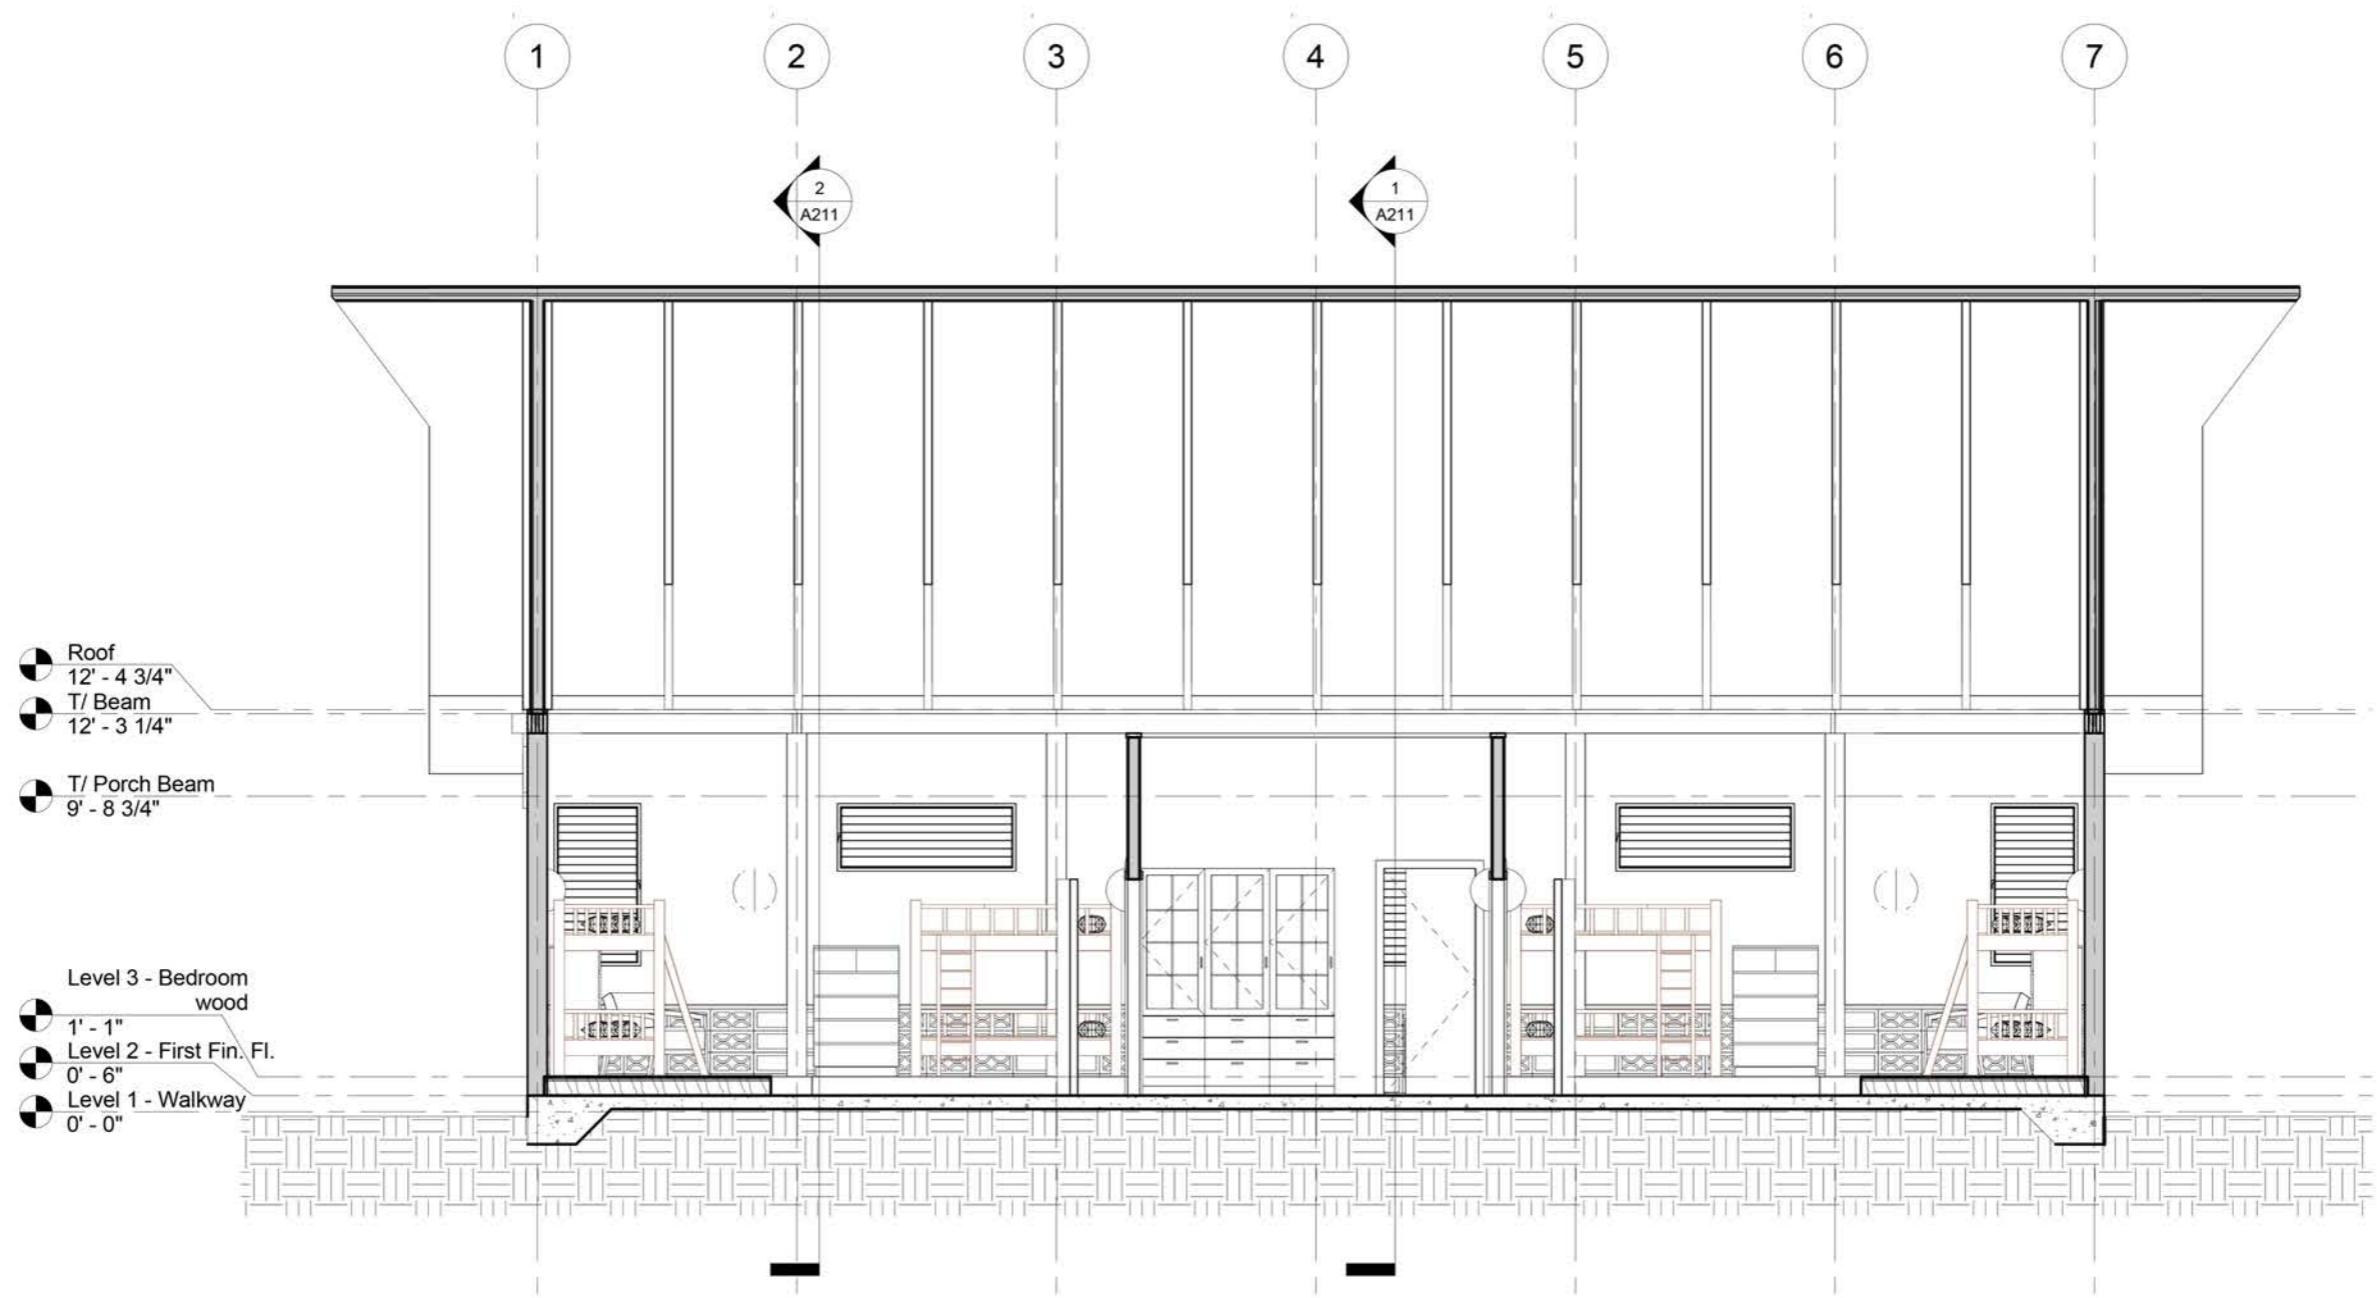 1 2 3 4 5 6 7
2 1
A211 A211
Roof
12' - 4 3/4"
T/ Beam
12' - 3 1/4"
T/ Porch Beam
9' - 8 3/4"
Level 3 - Bedroom
wood
1' - 1"
Level 2 - First Fin. Fl.
0' - 6"
Level 1 - Walkway
0' - 0"